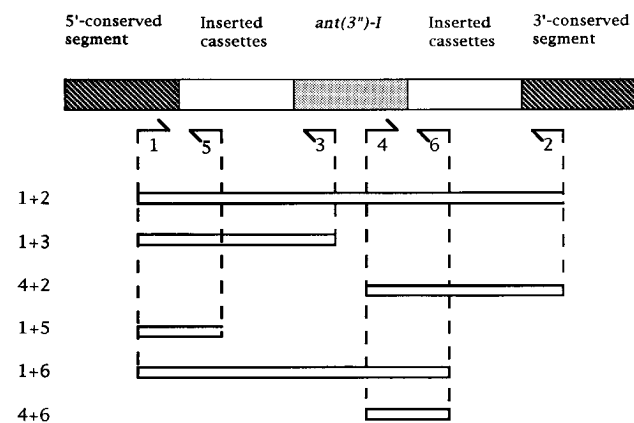 5'-conserved segment
Inserted cassettes
ant(3")-I
Inserted cassettes
3'-conserved segment
1
5
3
4
6
2
1+2
1+3
4+2
1+5
1+6
4+6